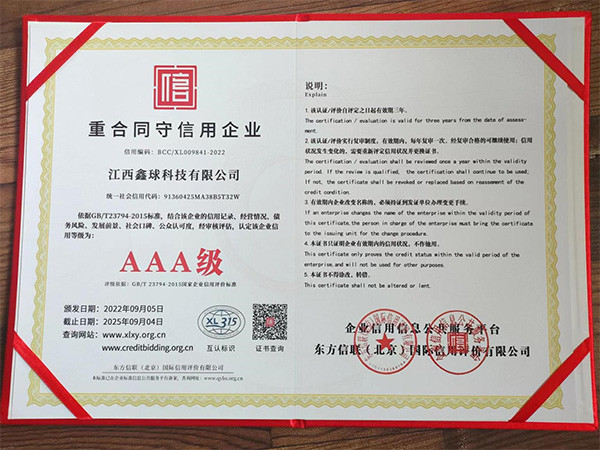 信
重合同守信用企业
信用编码：BCC/XL009841-2022
江西鑫球科技有限公司
统一社会信用代码：91360425MA38B5T32W
依据GB/T23794-2015标准，结合该企业的信用记录、经营情况、债
务风险、发展前景、社会口碑、公众认可度，经审核评估，认定该企业信
用等级为：
AAA级
评级依据：GB/T 23794-2015国家企业信用评价标准
颁发日期：2022年09月05日
截止日期：2025年09月04日
查询网站：www.xlxy.org.cn
www.creditbidding.org.cn
XL315
互认标识
证书查询
东方信联（北京）国际信用评价有限公司
说明：
Explain
1.该认证/评价自评定之日起有效期三年。
The certification / evaluation is valid for three years from the date of assess-
ment.
2.该认证/评价实行复审制度，有效期内，每年复审一次，经复审合格的可继续使用；信用
状况发生变化的，需要重新评定信用状况并更换证书。
The certification / evaluation shall be reviewed once a year within the validity
period. If the review is qualified, the certification shall continue to be used;
If not, the certificate shall be revoked or replaced based on reassessment of the
credit condition.
3.有效期内企业改变名称的，必须持证到发证单位办理变更手续。
If an enterprise changes the name of the enterprise within the validity period of
this certificate,the person in charge of the enterprise must bring the certificate
to the issuing unit for the change procedure.
4.本证书只证明企业有效期内的信用状况，不作他用。
This certificate only proves the credit status within the valid period of the
enterprise,and will not be used for other purposes.
5.本证书不得涂改、转借。
This certificate shall not be altered or lent.
企业信用信息公共服务平台
东方信联（北京）国际信用评价有限公司